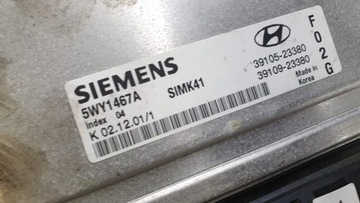 SIEMENS
5WY1467A
SIMK41
Index 04
K 02.12.01/1
39105-23380
39109-23380
Made in
Korea
F
0
2
G